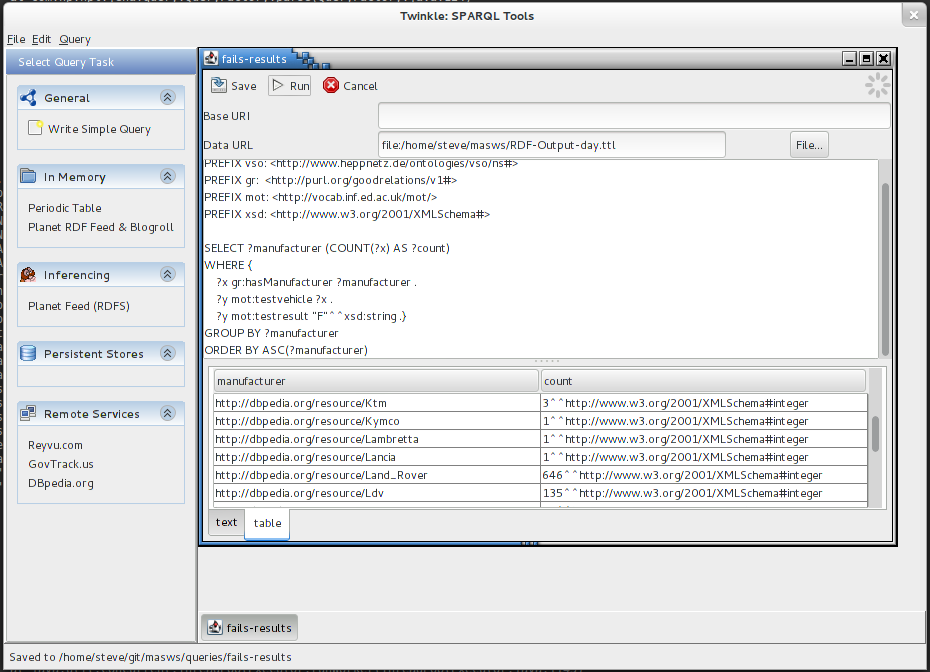 Twinkle: SPARQL Tools
File Edit Query
Select Query Task
General
Write Simple Query
In Memory
Periodic Table
Planet RDF Feed & Blogroll
Inferencing
Planet Feed (RDFS)
Persistent Stores
Remote Services
Reyvu.com
GovTrack.us
DBpedia.org
fails-results
Save Run Cancel
Base URI
Data URL file:/home/steve/masws/RDF-Output-day.ttl File...
PREFIX vso: <http://www.heppnetz.de/ontologies/vso/ns#>
PREFIX gr: <http://purl.org/goodrelations/v1#>
PREFIX mot: <http://vocab.inf.ed.ac.uk/mot/>
PREFIX xsd: <http://www.w3.org/2001/XMLSchema#>
SELECT ?manufacturer (COUNT(?x) AS ?count)
WHERE {
?x gr:hasManufacturer ?manufacturer .
?y mot:testvehicle ?x .
?y mot:testresult "F"^^xsd:string .}
GROUP BY ?manufacturer
ORDER BY ASC(?manufacturer)
manufacturer count
http://dbpedia.org/resource/Ktm 3^^http://www.w3.org/2001/XMLSchema#integer
http://dbpedia.org/resource/Kymco 1^^http://www.w3.org/2001/XMLSchema#integer
http://dbpedia.org/resource/Lambretta 1^^http://www.w3.org/2001/XMLSchema#integer
http://dbpedia.org/resource/Lancia 1^^http://www.w3.org/2001/XMLSchema#integer
http://dbpedia.org/resource/Land_Rover 646^^http://www.w3.org/2001/XMLSchema#integer
http://dbpedia.org/resource/Ldv 135^^http://www.w3.org/2001/XMLSchema#integer
text table
fails-results
Saved to /home/steve/git/masws/queries/fails-results